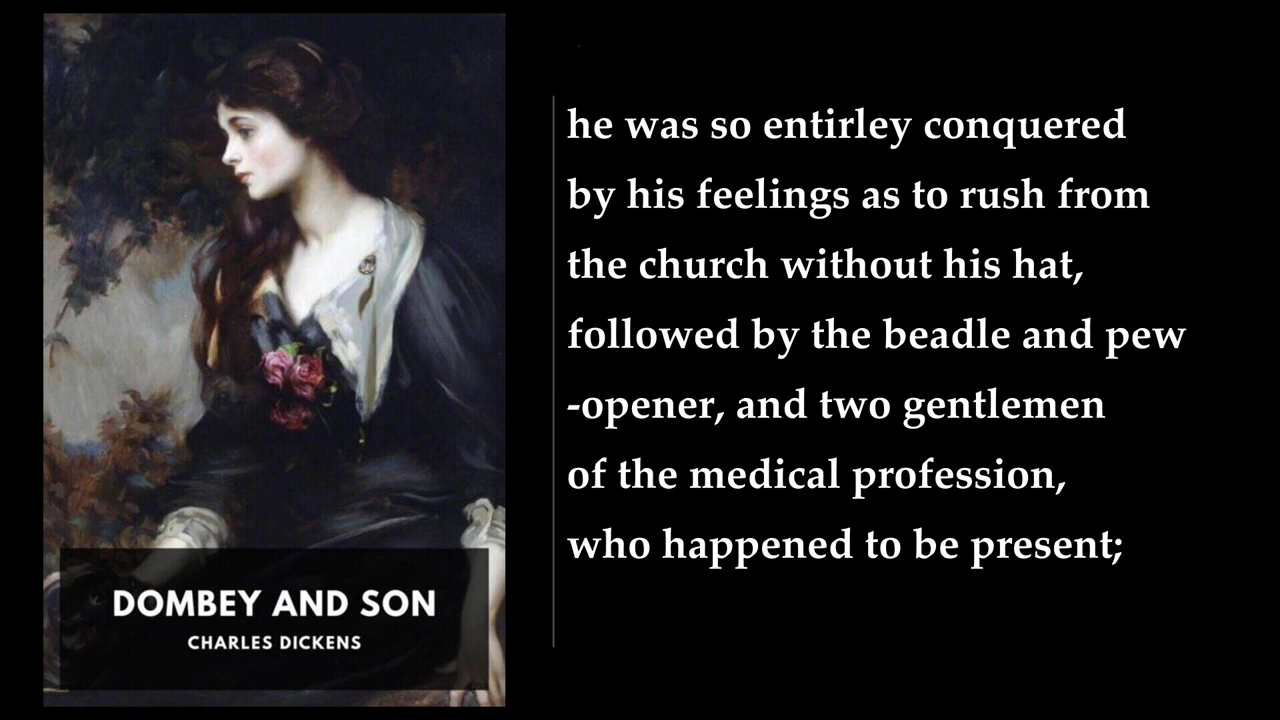 DOMBEY AND SON
CHARLES DICKENS
he was so entirley conquered
by his feelings as to rush from
the church without his hat,
followed by the beadle and pew
-opener, and two gentlemen
of the medical profession,
who happened to be present;